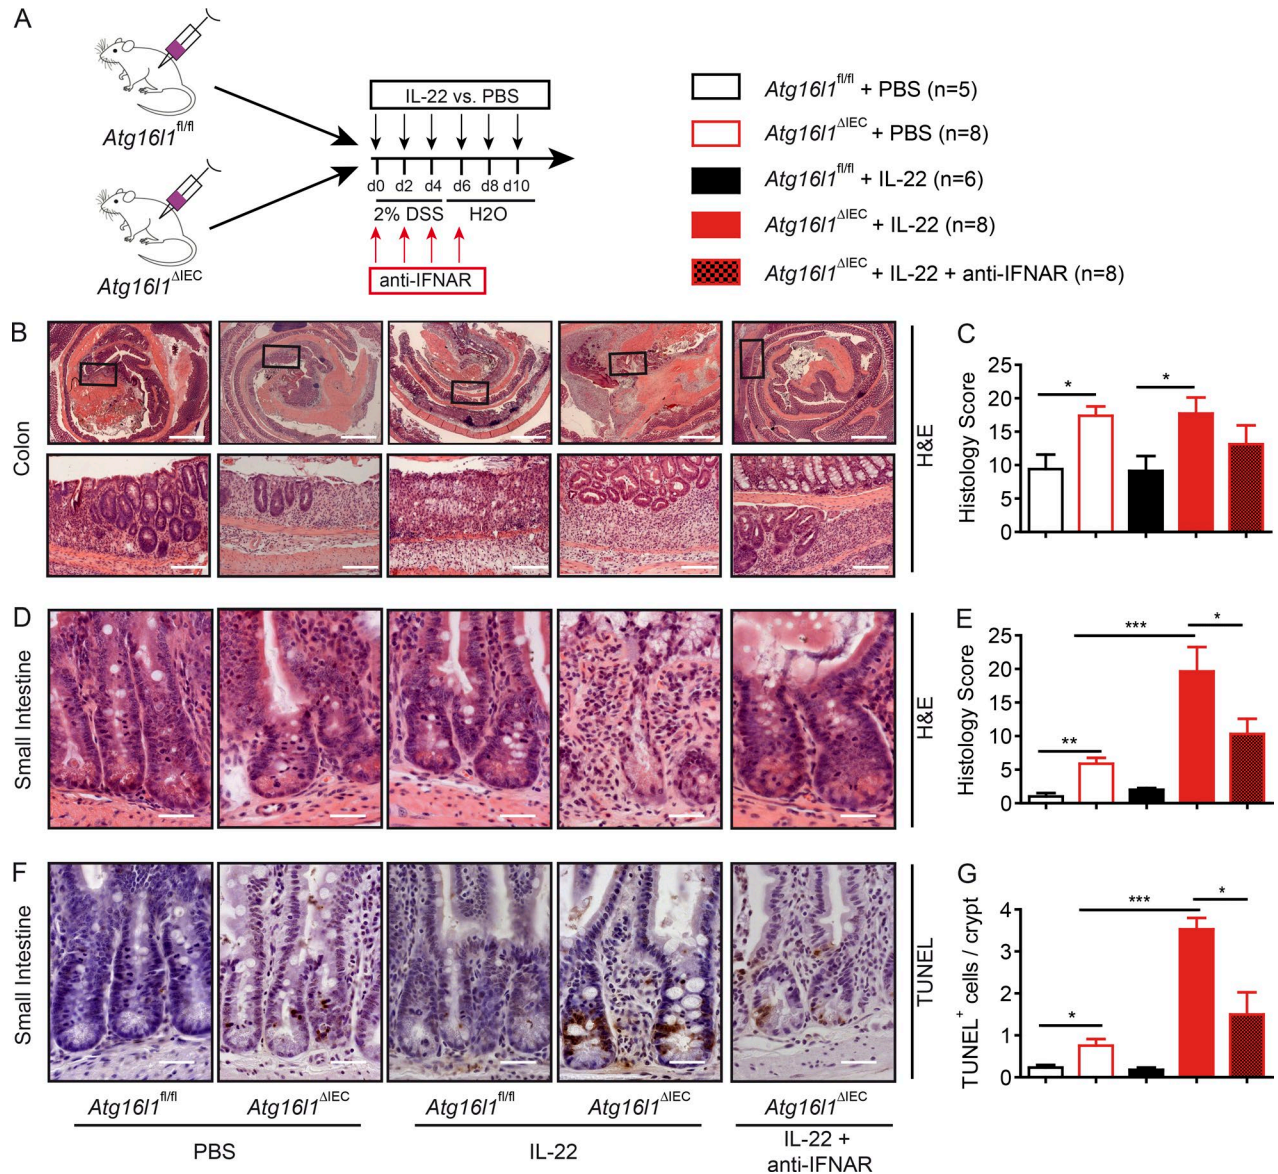 A
Atg16l1fl/fl
Atg16l1ΔIEC
IL-22 vs. PBS
d0 d2 d4 d6 d8 d10
2% DSS H2O
anti-IFNAR
Atg16l1fl/fl + PBS (n=5)
Atg16l1ΔIEC + PBS (n=8)
Atg16l1fl/fl + IL-22 (n=6)
Atg16l1ΔIEC + IL-22 (n=8)
Atg16l1ΔIEC + IL-22 + anti-IFNAR (n=8)
B
Colon
H&E
C
Histology Score
25
20
15
10
5
0
*
*
D
Small Intestine
H&E
E
Histology Score
25
20
15
10
5
0
**
***
*
F
Small Intestine
TUNEL
G
TUNEL+ cells / crypt
4
3
2
1
0
*
***
*
Atg16l1fl/fl Atg16l1ΔIEC Atg16l1fl/fl Atg16l1ΔIEC Atg16l1ΔIEC
PBS IL-22 IL-22 +
anti-IFNAR